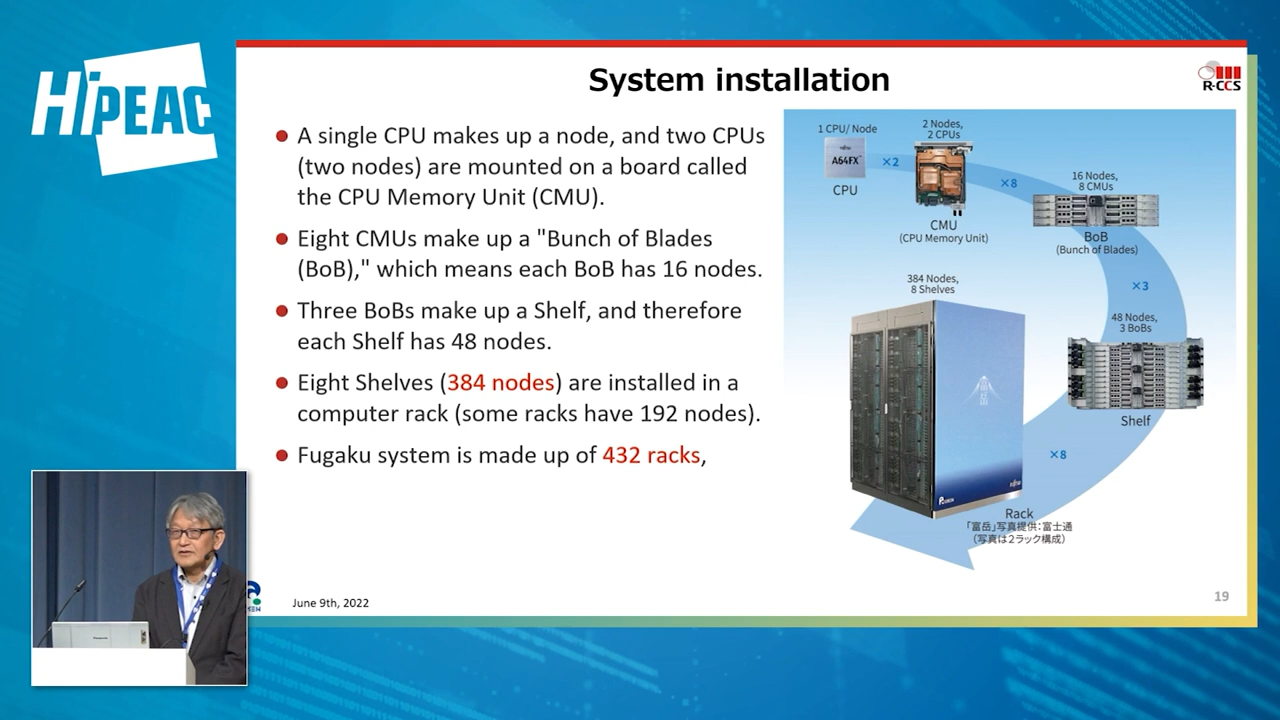 HiPEAC
System installation
R-CCS
● A single CPU makes up a node, and two CPUs
(two nodes) are mounted on a board called
the CPU Memory Unit (CMU).
● Eight CMUs make up a "Bunch of Blades
(BoB)," which means each BoB has 16 nodes.
● Three BoBs make up a Shelf, and therefore
each Shelf has 48 nodes.
● Eight Shelves (384 nodes) are installed in a
computer rack (some racks have 192 nodes).
● Fugaku system is made up of 432 racks,
1 CPU/ Node
A64FX
CPU
×2
2 Nodes,
2 CPUs
CMU
(CPU Memory Unit)
×8
16 Nodes,
8 CMUs
BoB
(Bunch of Blades)
×3
48 Nodes,
3 BoBs
Shelf
×8
384 Nodes,
8 Shelves
富岳
Rack
「富岳」写真提供：富士通
（写真は２ラック構成）
June 9th, 2022
19